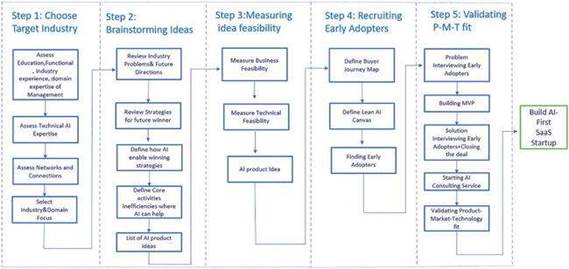 Step 1: Choose
Target Industry
Assess
Education,Functional
, Industry
experience, domain
expertise of
Management
Assess Technical AI
Expertise
Assess Networks and
Connections
Select
Industry&Domain
Focus
Step 2:
Brainstorming Ideas
Review Industry
Problems& Future
Directions
Review Strategies
for future winner
Define how AI
enable winning
strategies
Define Core
activities
inefficiencies where
AI can help
List of AI product
ideas
Step 3:Measuring
idea feasibility
Measure Business
Feasibility
Measure Technical
Feasibility
AI product Idea
Step 4: Recruiting
Early Adopters
Define Buyer
Journey Map
Define Lean AI
Canvas
Finding Early
Adopters
Step 5: Validating
P-M-T fit
Problem
Interviewing Early
Adopters
Building MVP
Solution
Interviewing Early
Adopters+Closing
the deal
Starting AI
Consulting Service
Validating Product-
Market-Technology
fit
Build AI-
First
SaaS
Startup